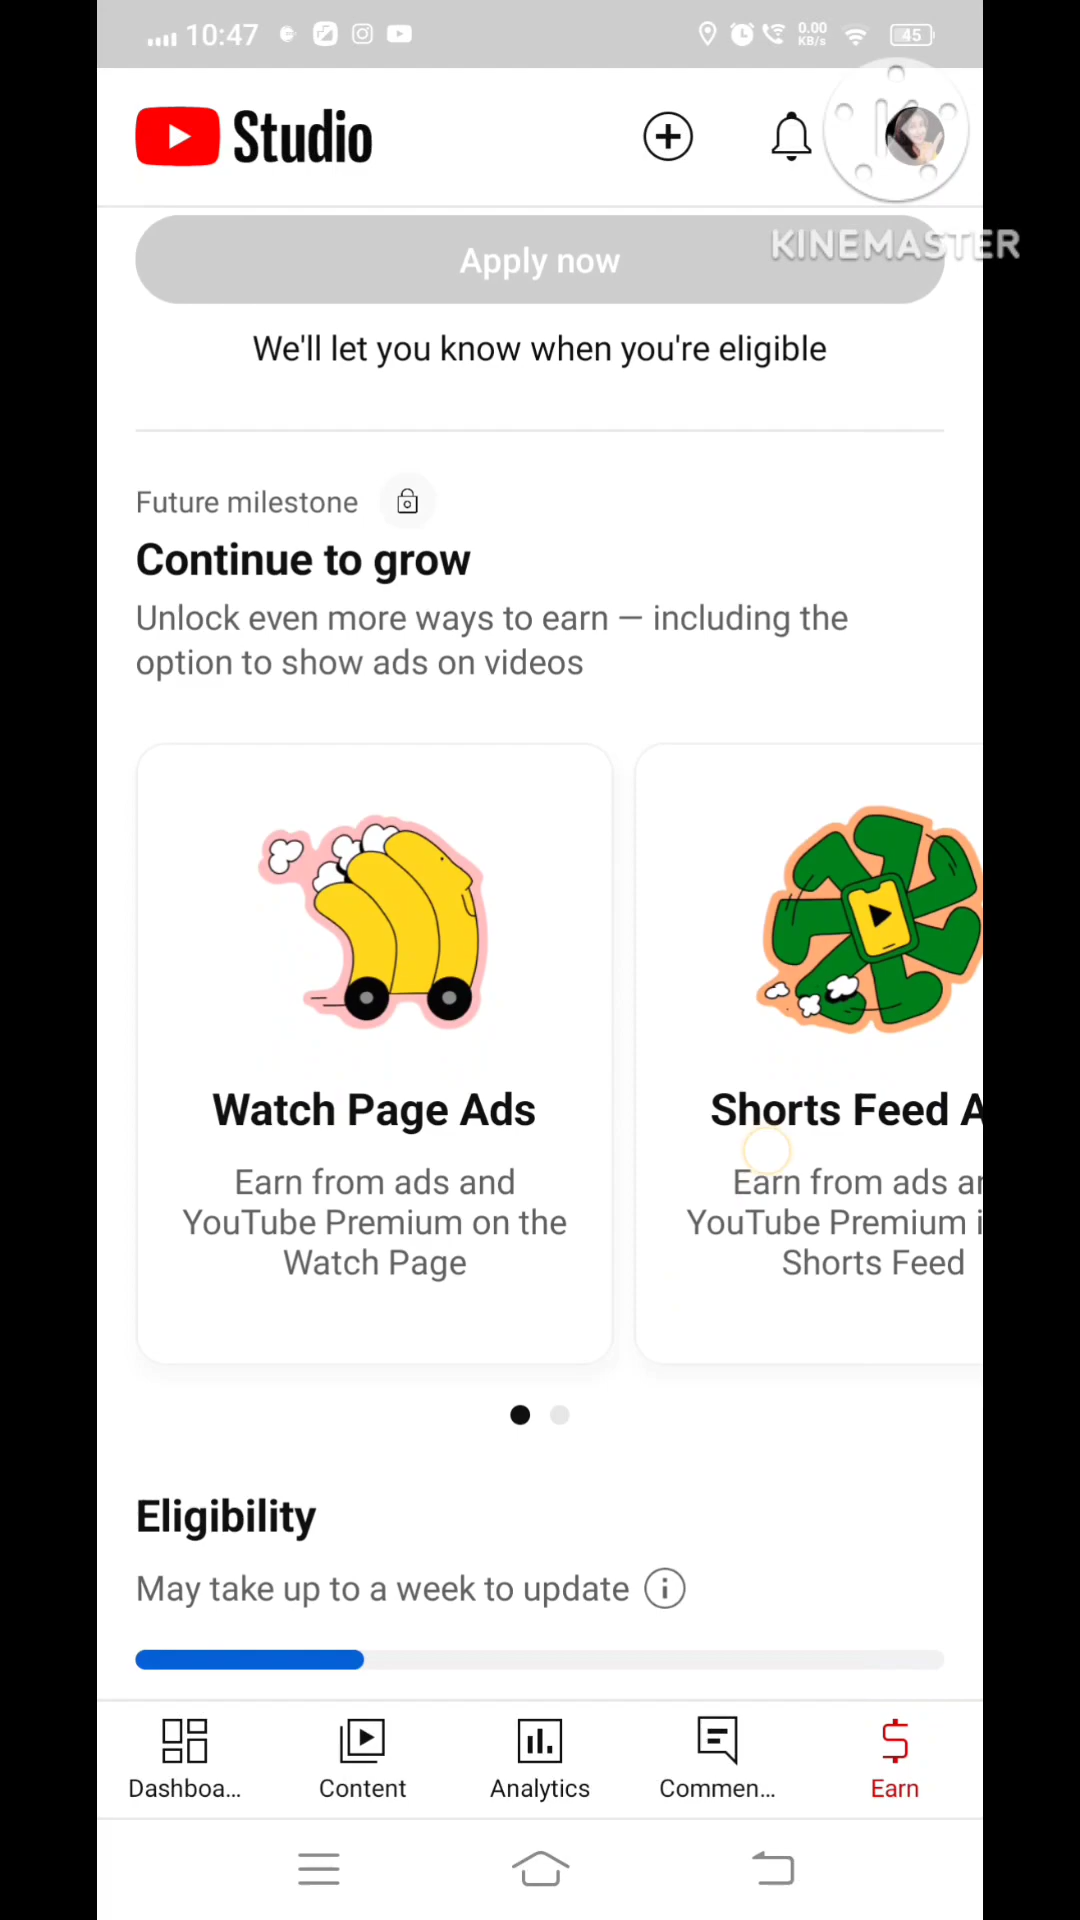 10:47
0.00
KB/s
45
Studio
KINEMASTER
Apply now
We'll let you know when you're eligible
Future milestone
Continue to grow
Unlock even more ways to earn — including the
option to show ads on videos
Watch Page Ads
Earn from ads and
YouTube Premium on the
Watch Page
Shorts Feed A
Earn from ads ar
YouTube Premium i
Shorts Feed
Eligibility
May take up to a week to update
Dashboa...
Content
Analytics
Commen...
Earn